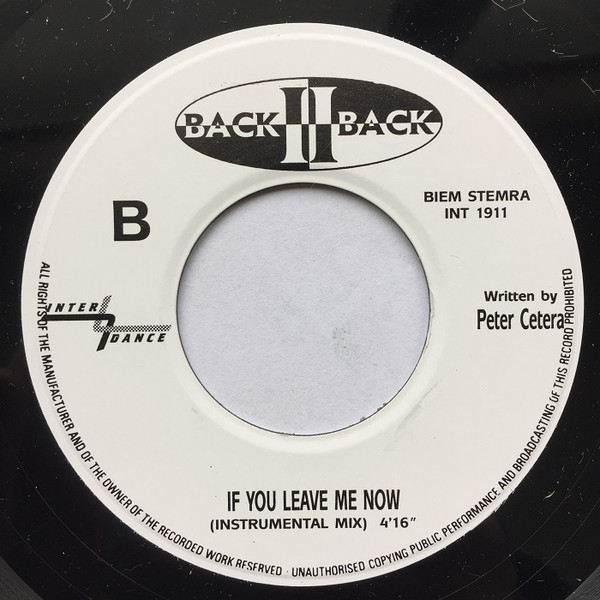 BACK II BACK
B
BIEM STEMRA
INT 1911
INTER
DANCE
Written by
Peter Cetera
IF YOU LEAVE ME NOW
(INSTRUMENTAL MIX) 4'16"
ALL RIGHTS OF THE MANUFACTURER AND OF THE OWNER OF THE RECORDED WORK RESERVED · UNAUTHORISED COPYING PUBLIC PERFORMANCE AND BROADCASTING OF THIS RECORD PROHIBITED